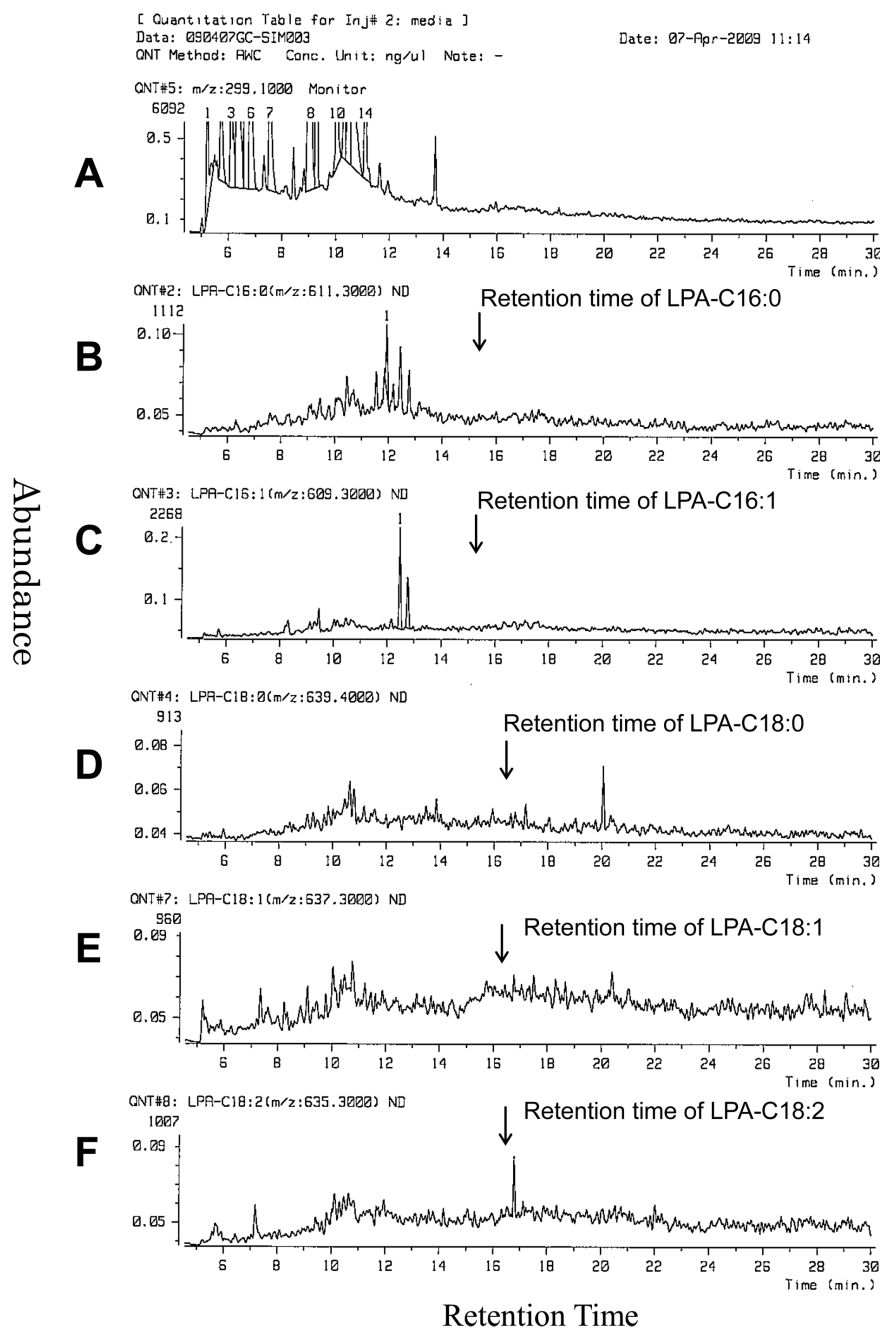 [ Quantitation Table for Inj# 2: media ]
Data: 090407GC-SIM003 Date: 07-Apr-2009 11:14
QNT Method: AWC Conc. Unit: ng/ul Note: -
QNT#5: m/z:299.1000 Monitor
6092
1 3 6 7 8 10 14
0.5
A
0.1
6 8 10 12 14 16 18 20 22 24 26 28 30
Time (min.)
QNT#2: LPA-C16:0(m/z:611.3000) ND
Retention time of LPA-C16:0
1112
1
0.10
B
0.05
6 8 10 12 14 16 18 20 22 24 26 28 30
Time (min.)
QNT#3: LPA-C16:1(m/z:609.3000) ND
Retention time of LPA-C16:1
2268
1
0.2
C
0.1
6 8 10 12 14 16 18 20 22 24 26 28 30
Time (min.)
QNT#4: LPA-C18:0(m/z:639.4000) ND
913
Retention time of LPA-C18:0
0.08
D
0.06
0.04
6 8 10 12 14 16 18 20 22 24 26 28 30
Time (min.)
QNT#7: LPA-C18:1(m/z:637.3000) ND
960
Retention time of LPA-C18:1
0.09
E
0.05
6 8 10 12 14 16 18 20 22 24 26 28 30
Time (min.)
QNT#8: LPA-C18:2(m/z:635.3000) ND
Retention time of LPA-C18:2
1007
0.09
F
0.05
6 8 10 12 14 16 18 20 22 24 26 28 30
Time (min.)
Abundance
Retention Time